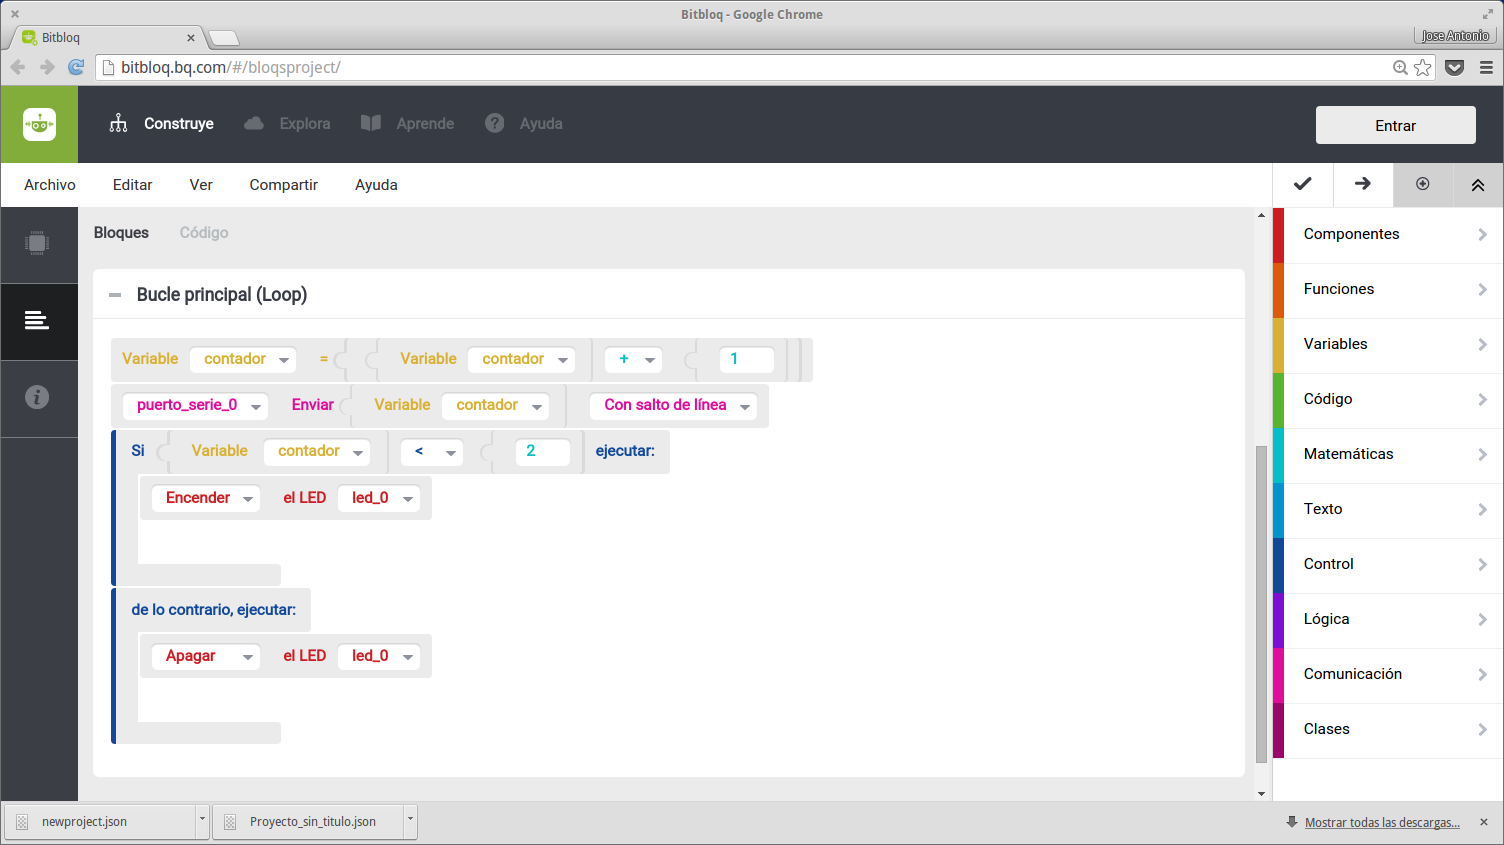 Bitbloq - Google Chrome
Bitbloq
Jose Antonio
bitbloq.bq.com/#/bloqsproject/
Construye Explora Aprende Ayuda Entrar
Archivo Editar Ver Compartir Ayuda
Bloques Código
Bucle principal (Loop)
Variable contador = Variable contador + 1
puerto_serie_0 Enviar Variable contador Con salto de línea
Si Variable contador < 2 ejecutar:
Encender el LED led_0
de lo contrario, ejecutar:
Apagar el LED led_0
Componentes
Funciones
Variables
Código
Matemáticas
Texto
Control
Lógica
Comunicación
Clases
newproject.json Proyecto_sin_titulo.json Mostrar todas las descargas...